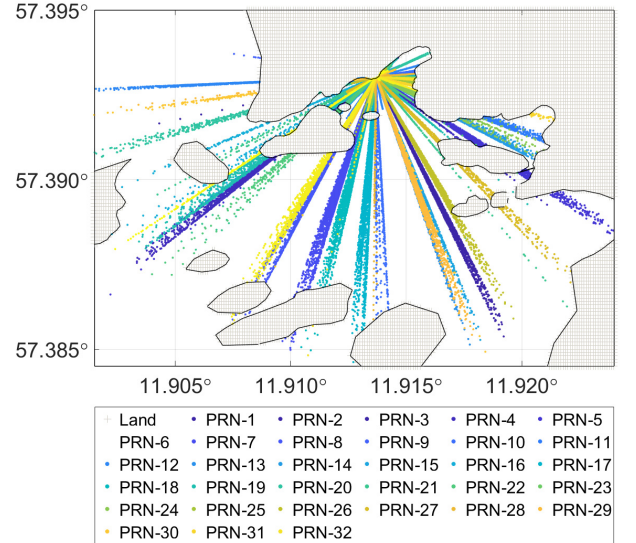 57.395°
57.390°
57.385°
11.905° 11.910° 11.915° 11.920°
Land PRN-1 PRN-2 PRN-3 PRN-4 PRN-5
PRN-6 PRN-7 PRN-8 PRN-9 PRN-10 PRN-11
PRN-12 PRN-13 PRN-14 PRN-15 PRN-16 PRN-17
PRN-18 PRN-19 PRN-20 PRN-21 PRN-22 PRN-23
PRN-24 PRN-25 PRN-26 PRN-27 PRN-28 PRN-29
PRN-30 PRN-31 PRN-32